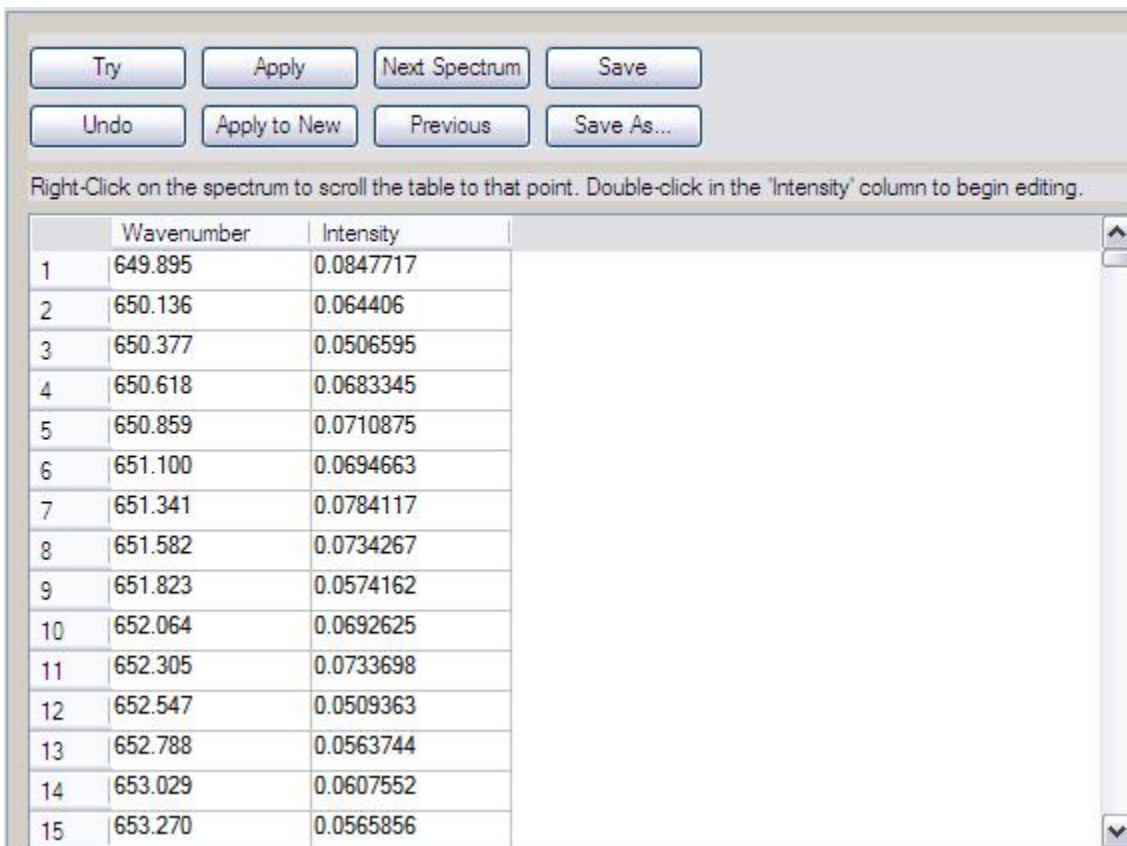 Try Apply Next Spectrum Save
Undo Apply to New Previous Save As...
Right-Click on the spectrum to scroll the table to that point. Double-click in the 'Intensity' column to begin editing.
Wavenumber Intensity
1 649.895 0.0847717
2 650.136 0.064406
3 650.377 0.0506595
4 650.618 0.0683345
5 650.859 0.0710875
6 651.100 0.0694663
7 651.341 0.0784117
8 651.582 0.0734267
9 651.823 0.0574162
10 652.064 0.0692625
11 652.305 0.0733698
12 652.547 0.0509363
13 652.788 0.0563744
14 653.029 0.0607552
15 653.270 0.0565856